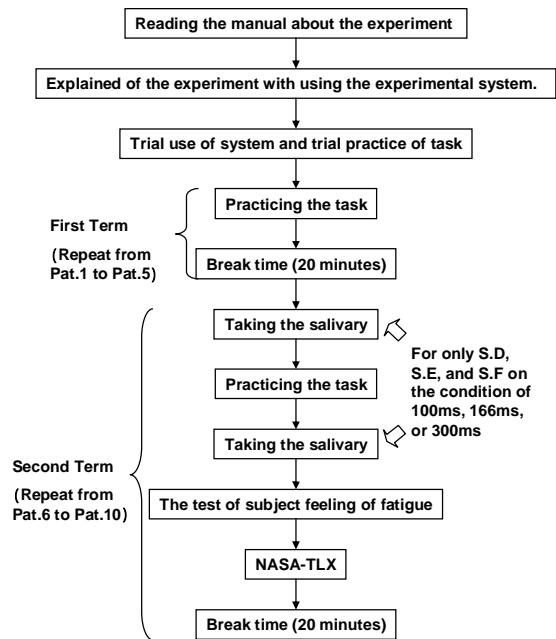 Reading the manual about the experiment
Explained of the experiment with using the experimental system.
Trial use of system and trial practice of task
First Term
(Repeat from
Pat.1 to Pat.5)
Practicing the task
Break time (20 minutes)
Second Term
(Repeat from
Pat.6 to Pat.10)
Taking the salivary
Practicing the task
Taking the salivary
For only S.D,
S.E, and S.F on
the condition of
100ms, 166ms,
or 300ms
The test of subject feeling of fatigue
NASA-TLX
Break time (20 minutes)